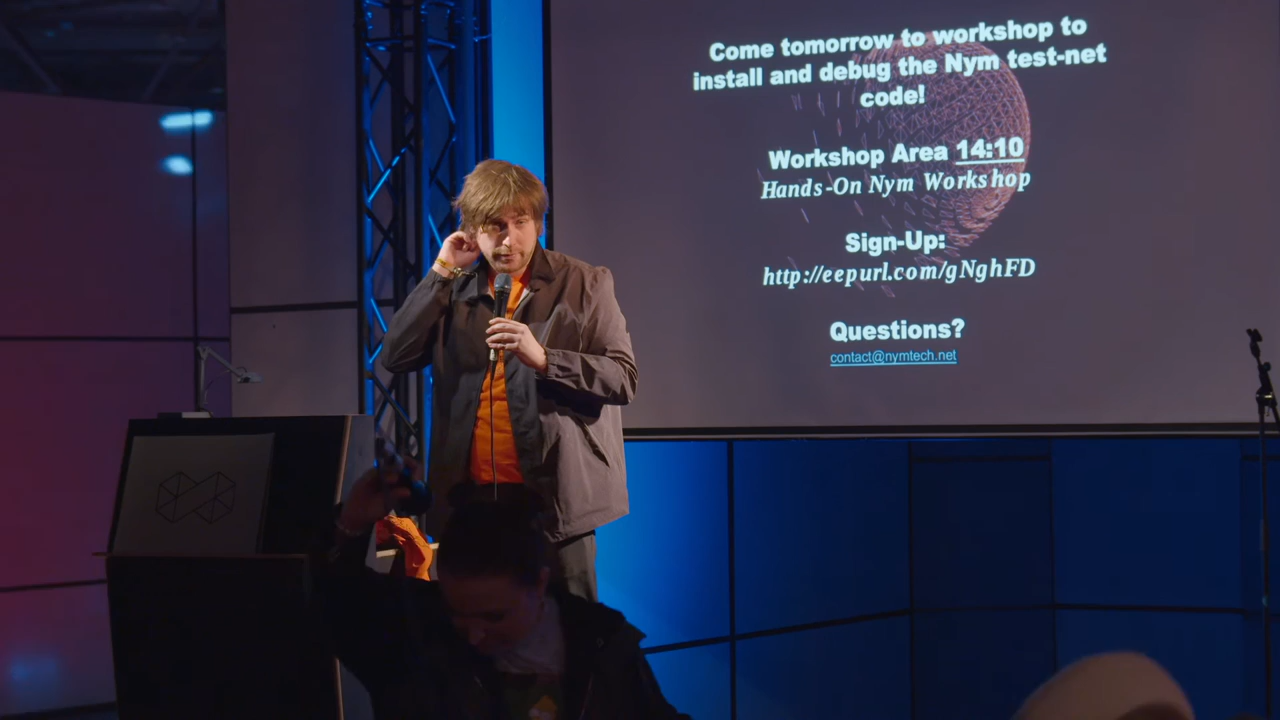 Come tomorrow to workshop to
install and debug the Nym test-net
code!
Workshop Area 14:10
Hands-On Nym Workshop
Sign-Up:
http://eepurl.com/gNghFD
Questions?
contact@nymtech.net